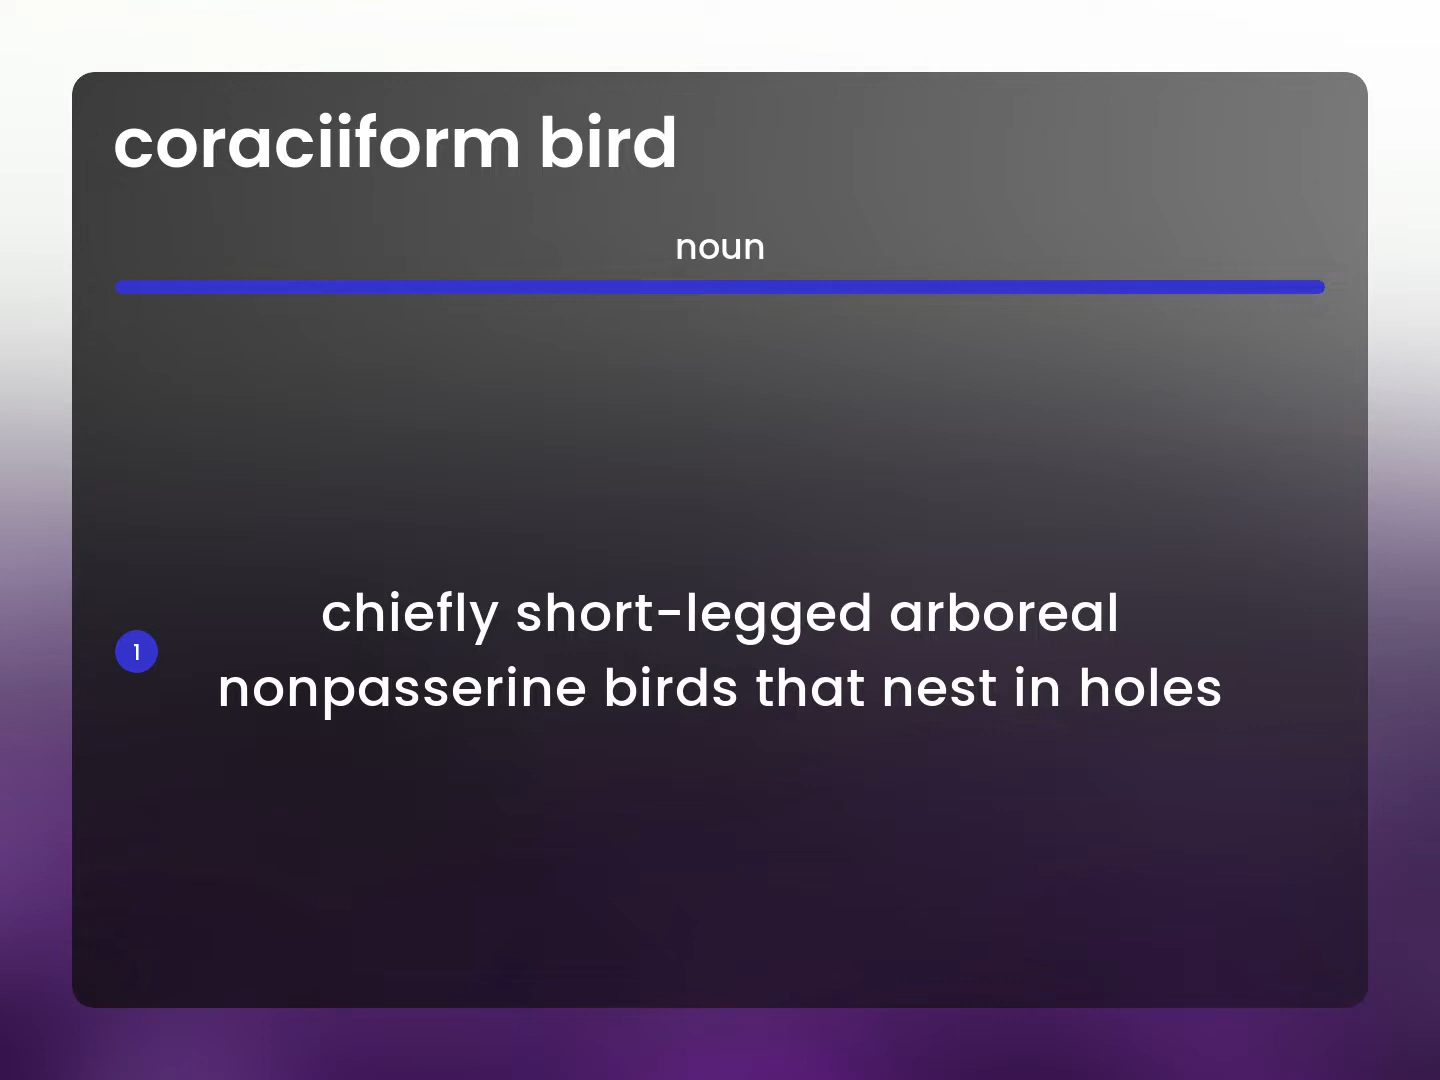 coraciiform bird
noun
1
chiefly short-legged arboreal
nonpasserine birds that nest in holes